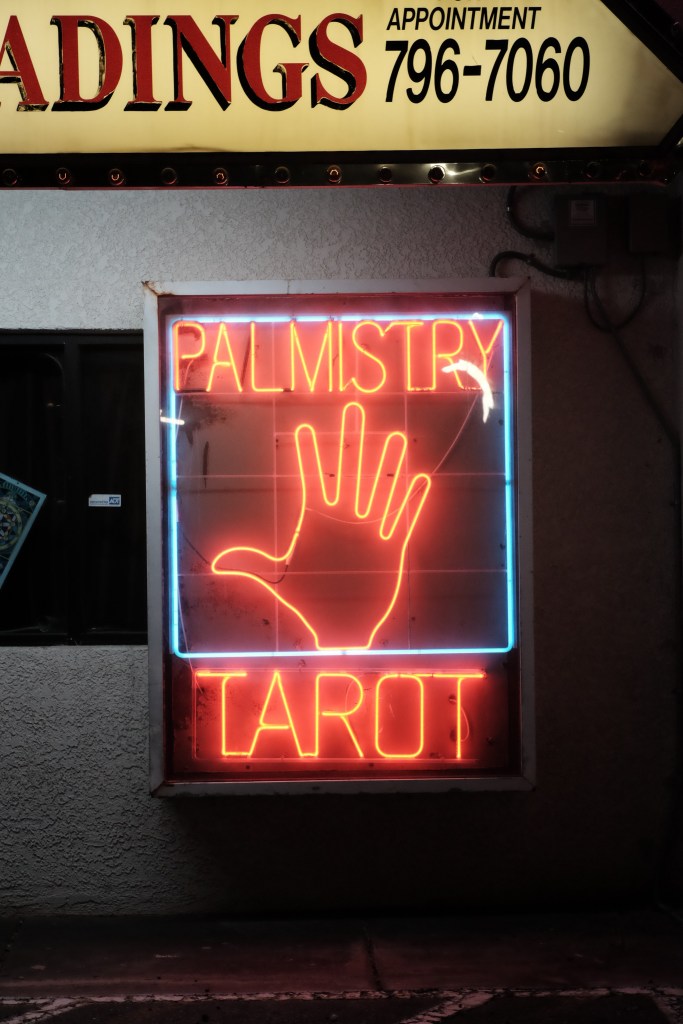 ADINGS
APPOINTMENT
796-7060
PALMISTRY
TAROT